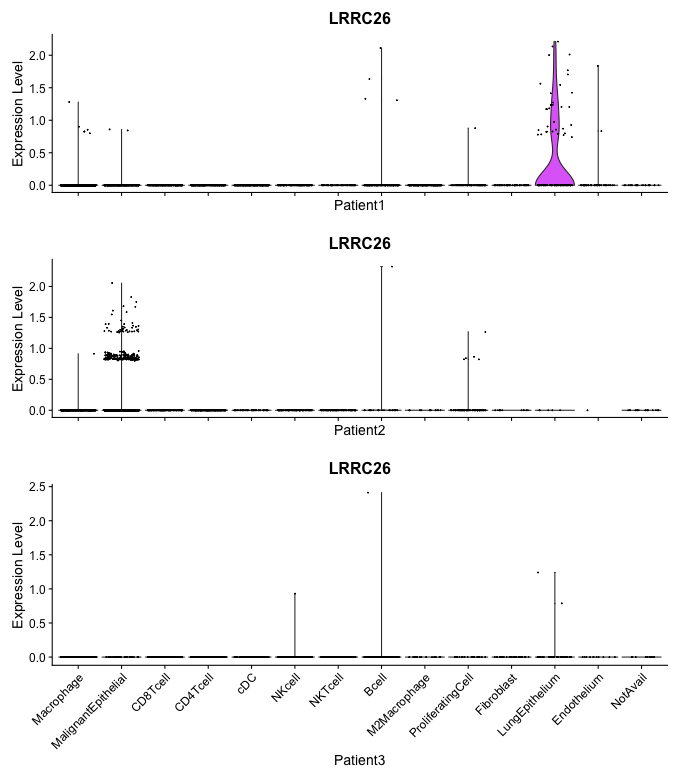 LRRC26
Expression Level
2.0
1.5
1.0
0.5
0.0
Patient1
LRRC26
Expression Level
2.0
1.5
1.0
0.5
0.0
Patient2
LRRC26
Expression Level
2.5
2.0
1.5
1.0
0.5
0.0
Macrophage
MalignantEpithelial
CD8Tcell
CD4Tcell
cDC
NKcell
NKTcell
Bcell
M2Macrophage
ProliferatingCell
Fibroblast
LungEpithelium
Endothelium
NotAvail
Patient3